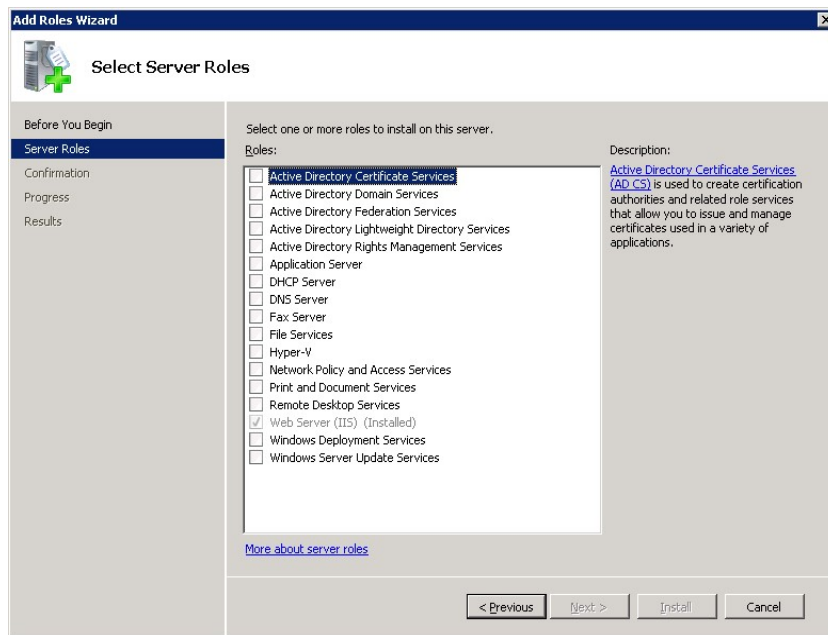 Add Roles Wizard
Select Server Roles
Before You Begin
Server Roles
Confirmation
Progress
Results
Select one or more roles to install on this server.
Roles:
Active Directory Certificate Services
Active Directory Domain Services
Active Directory Federation Services
Active Directory Lightweight Directory Services
Active Directory Rights Management Services
Application Server
DHCP Server
DNS Server
Fax Server
File Services
Hyper-V
Network Policy and Access Services
Print and Document Services
Remote Desktop Services
Web Server (IIS) (Installed)
Windows Deployment Services
Windows Server Update Services
More about server roles
Description:
Active Directory Certificate Services
(AD CS) is used to create certification
authorities and related role services
that allow you to issue and manage
certificates used in a variety of
applications.
< Previous
Next >
Install
Cancel